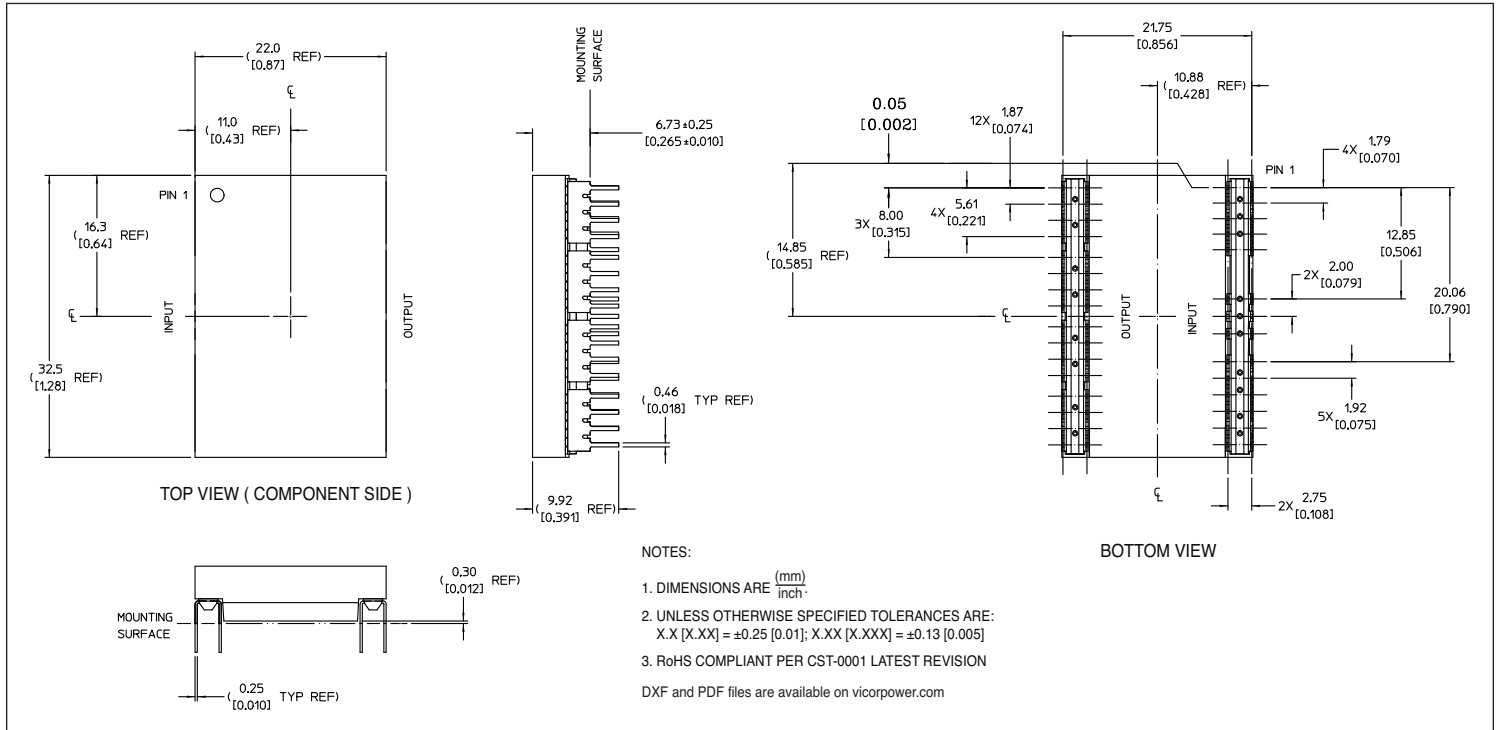 22.0
( REF)
[0.87]
℄
11.0
( REF)
[0.43]
PIN 1
16.3
( REF)
[0.64]
℄
INPUT
OUTPUT
32.5
( REF)
[1.28]
TOP VIEW ( COMPONENT SIDE )
MOUNTING
SURFACE
6.73±0.25
[0.265±0.010]
0.46
( TYP REF)
[0.018]
9.92
( REF)
[0.391]
0.30
( REF)
[0.012]
MOUNTING
SURFACE
0.25
( TYP REF)
[0.010]
21.75
[0.856]
10.88
( REF)
[0.428]
0.05
[0.002]
12X 1.87
[0.074]
4X 1.79
[0.070]
PIN 1
14.85
( REF)
[0.585]
3X 8.00
[0.315]
4X 5.61
[0.221]
12.85
[0.506]
2X 2.00
[0.079]
20.06
[0.790]
℄
OUTPUT
INPUT
5X 1.92
[0.075]
℄
2X 2.75
[0.108]
BOTTOM VIEW
NOTES:
1. DIMENSIONS ARE (mm)
inch.
2. UNLESS OTHERWISE SPECIFIED TOLERANCES ARE:
X.X [X.XX] = ±0.25 [0.01]; X.XX [X.XXX] = ±0.13 [0.005]
3. RoHS COMPLIANT PER CST-0001 LATEST REVISION
DXF and PDF files are available on vicorpower.com